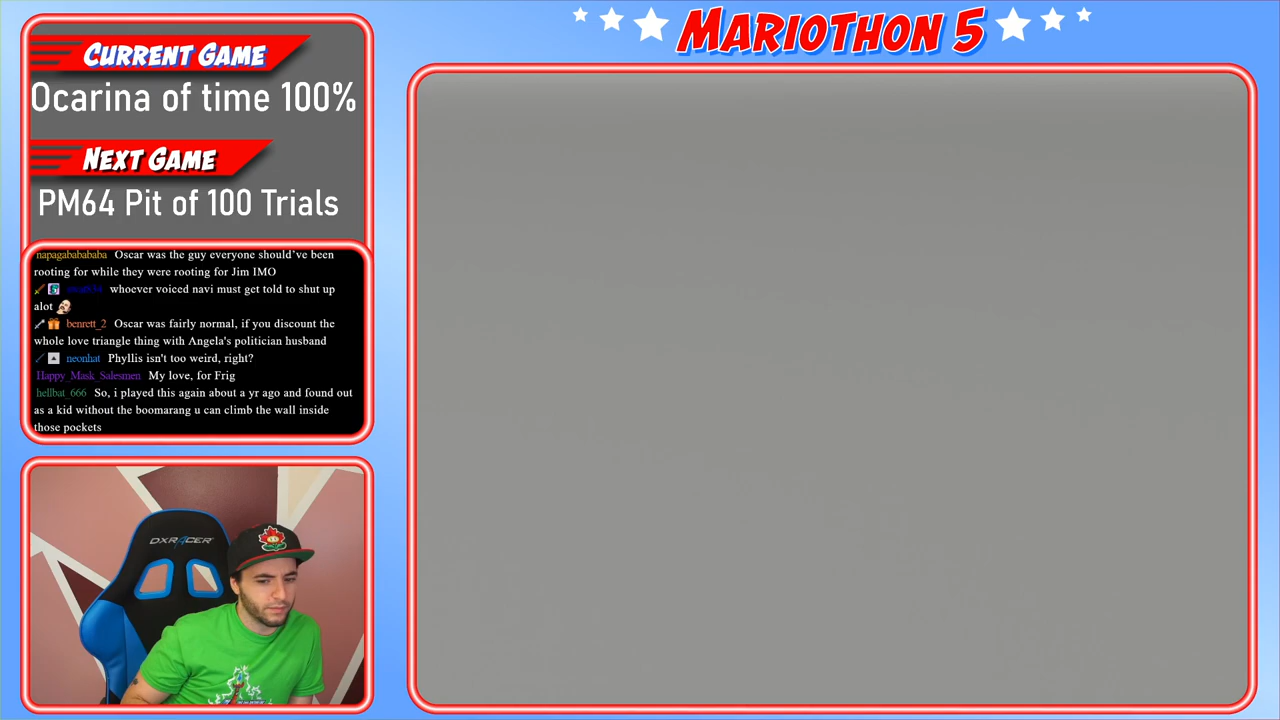 MARIOTHON 5
CURRENT GAME
Ocarina of time 100%
NEXT GAME
PM64 Pit of 100 Trials
napagabababaBa Oscar was the guy everyone should've been
rooting for while they were rooting for Jim IMO
whoever voiced navi must get told to shut up
alot
benrett_2 Oscar was fairly normal, if you discount the
whole love triangle thing with Angela's politician husband
neonhat Phyllis isn't too weird, right?
Happy_Mask_Salesmen My love, for Frig
hellbat_666 So, i played this again about a yr ago and found out
as a kid without the boomarang u can climb the wall inside
those pockets
DXRACER